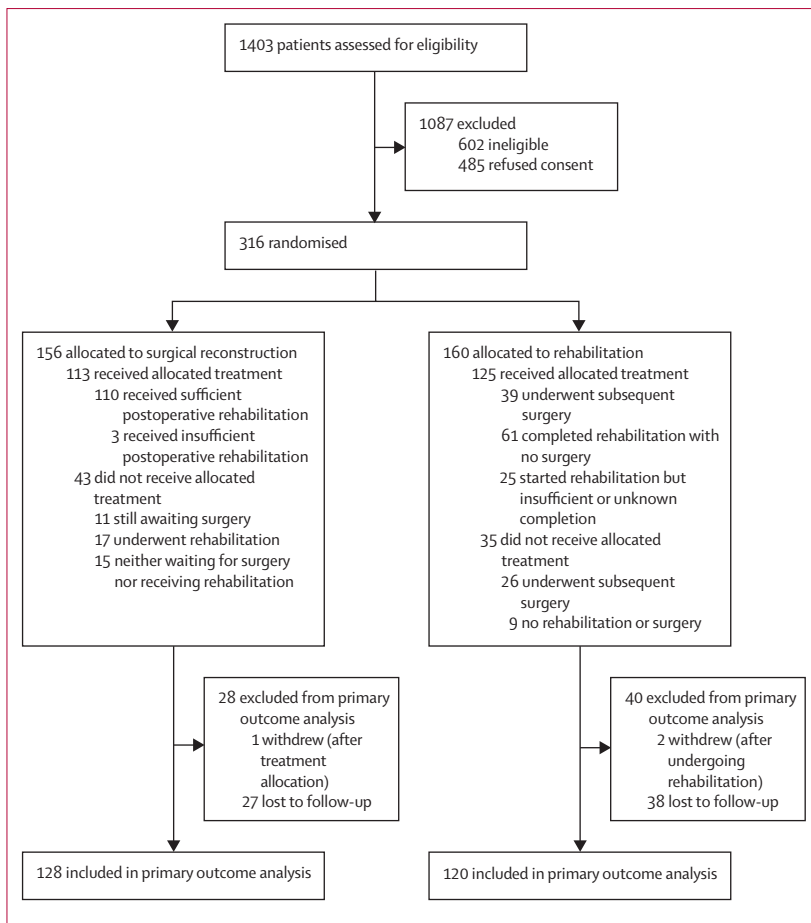 1403 patients assessed for eligibility
1087 excluded
602 ineligible
485 refused consent
316 randomised
156 allocated to surgical reconstruction
113 received allocated treatment
110 received sufficient
postoperative rehabilitation
3 received insufficient
postoperative rehabilitation
43 did not receive allocated
treatment
11 still awaiting surgery
17 underwent rehabilitation
15 neither waiting for surgery
nor receiving rehabilitation
160 allocated to rehabilitation
125 received allocated treatment
39 underwent subsequent
surgery
61 completed rehabilitation with
no surgery
25 started rehabilitation but
insufficient or unknown
completion
35 did not receive allocated
treatment
26 underwent subsequent
surgery
9 no rehabilitation or surgery
28 excluded from primary
outcome analysis
1 withdrew (after
treatment
allocation)
27 lost to follow-up
40 excluded from primary
outcome analysis
2 withdrew (after
undergoing
rehabilitation)
38 lost to follow-up
128 included in primary outcome analysis
120 included in primary outcome analysis